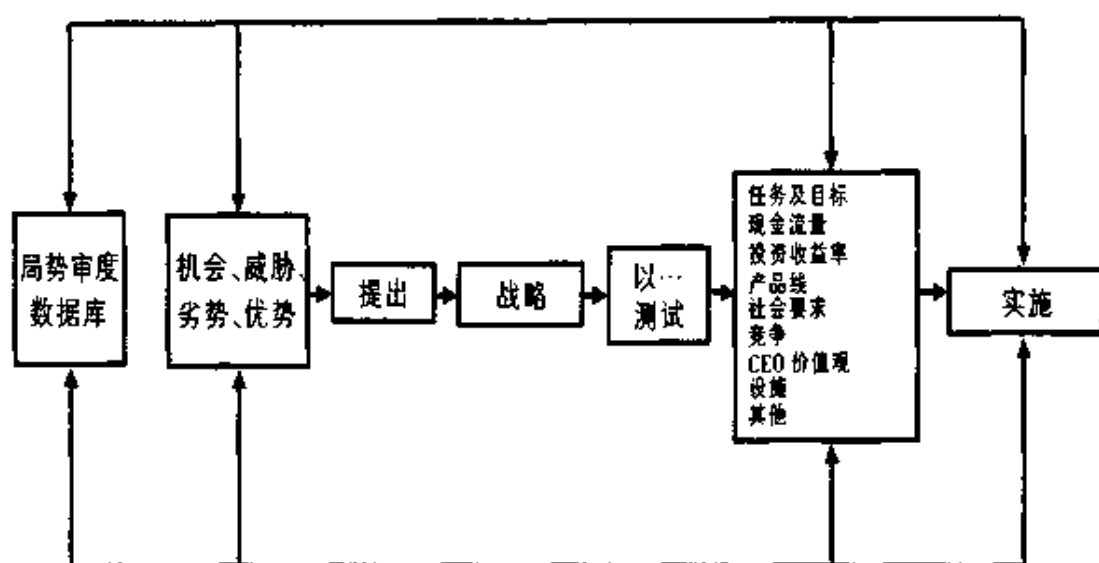 局势审度
数据库
机会、威胁、
劣势、优势
提出
战略
以…
测试
任务及目标
现金流量
投资收益率
产品线
社会要求
竞争
CEO 价值观
设施
其他
实施